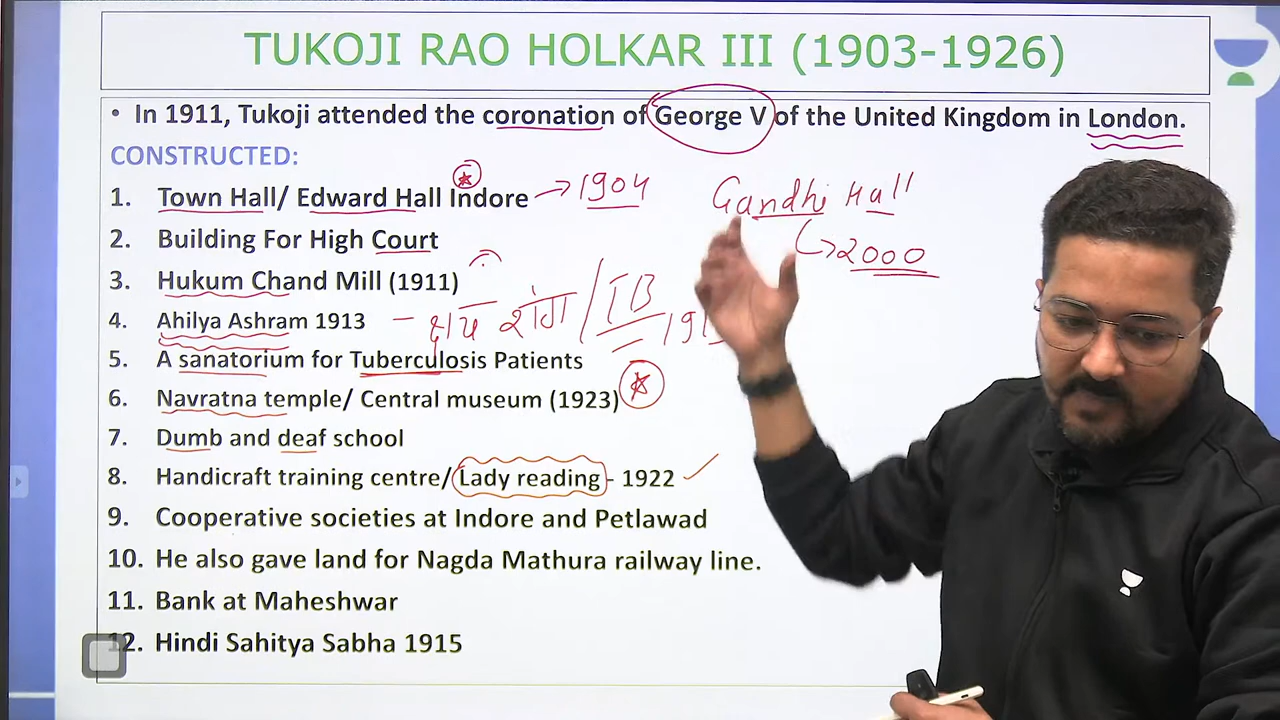 TUKOJI RAO HOLKAR III (1903-1926)
• In 1911, Tukoji attended the coronation of George V of the United Kingdom in London.
CONSTRUCTED:
1. Town Hall/ Edward Hall Indore → 1904 Gandhi Hall
↳ 2000
2. Building For High Court
3. Hukum Chand Mill (1911)
4. Ahilya Ashram 1913 – क्षय रोग / TB
5. A sanatorium for Tuberculosis Patients
6. Navratna temple/ Central museum (1923)
7. Dumb and deaf school
8. Handicraft training centre/ Lady reading - 1922
9. Cooperative societies at Indore and Petlawad
10. He also gave land for Nagda Mathura railway line.
11. Bank at Maheshwar
12. Hindi Sahitya Sabha 1915